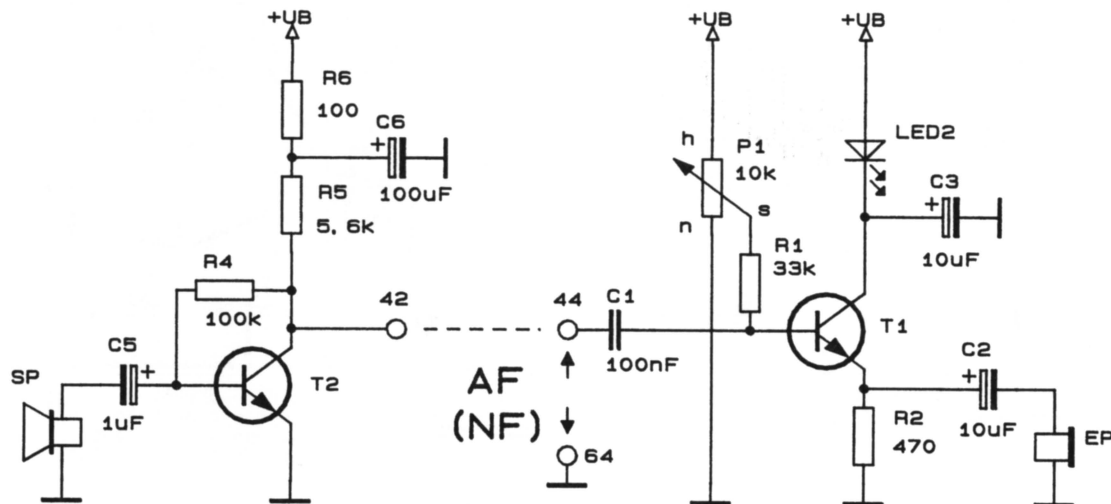 +UB
R6
100
C6
+
100uF
R5
5,6k
R4
100k
42
C5
+
1uF
SP
T2
44
C1
100nF
AF
(NF)
64
+UB
h
P1
10k
s
n
R1
33k
+UB
LED2
C3
+
10uF
T1
C2
+
10uF
R2
470
EP